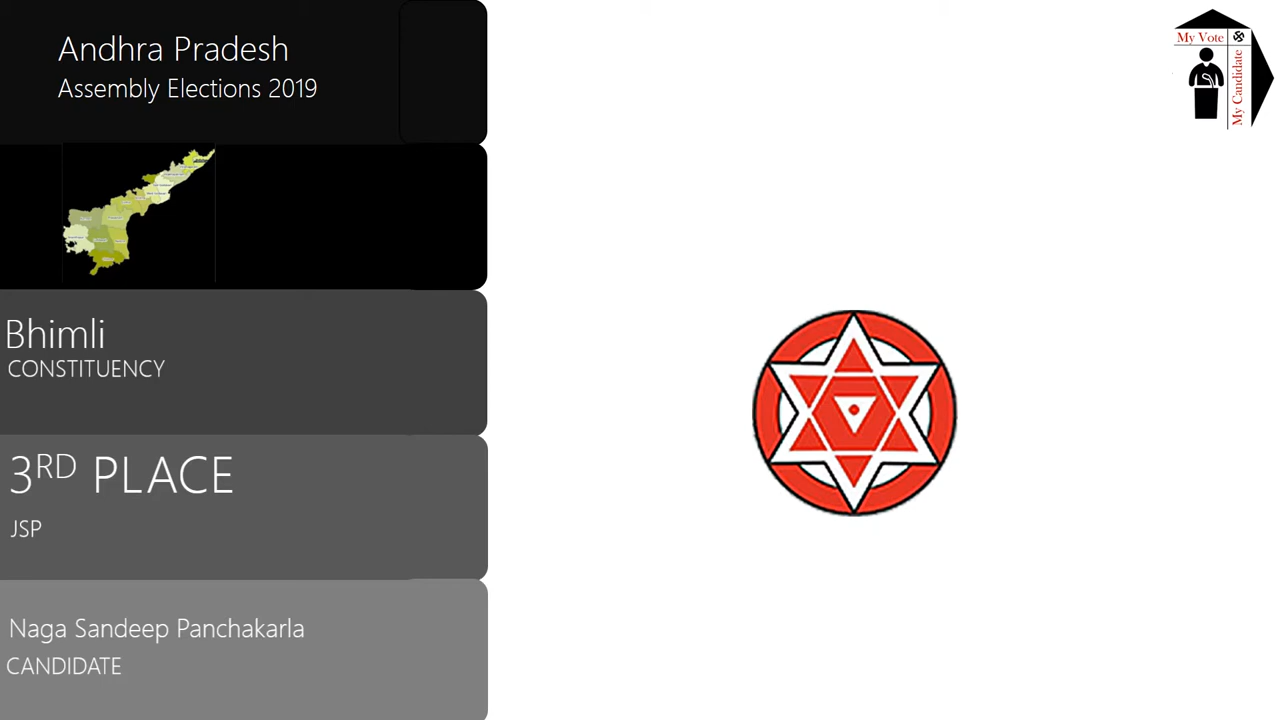 Andhra Pradesh
Assembly Elections 2019
Bhimli
CONSTITUENCY
3RD PLACE
JSP
Naga Sandeep Panchakarla
CANDIDATE
My Vote
My Candidate